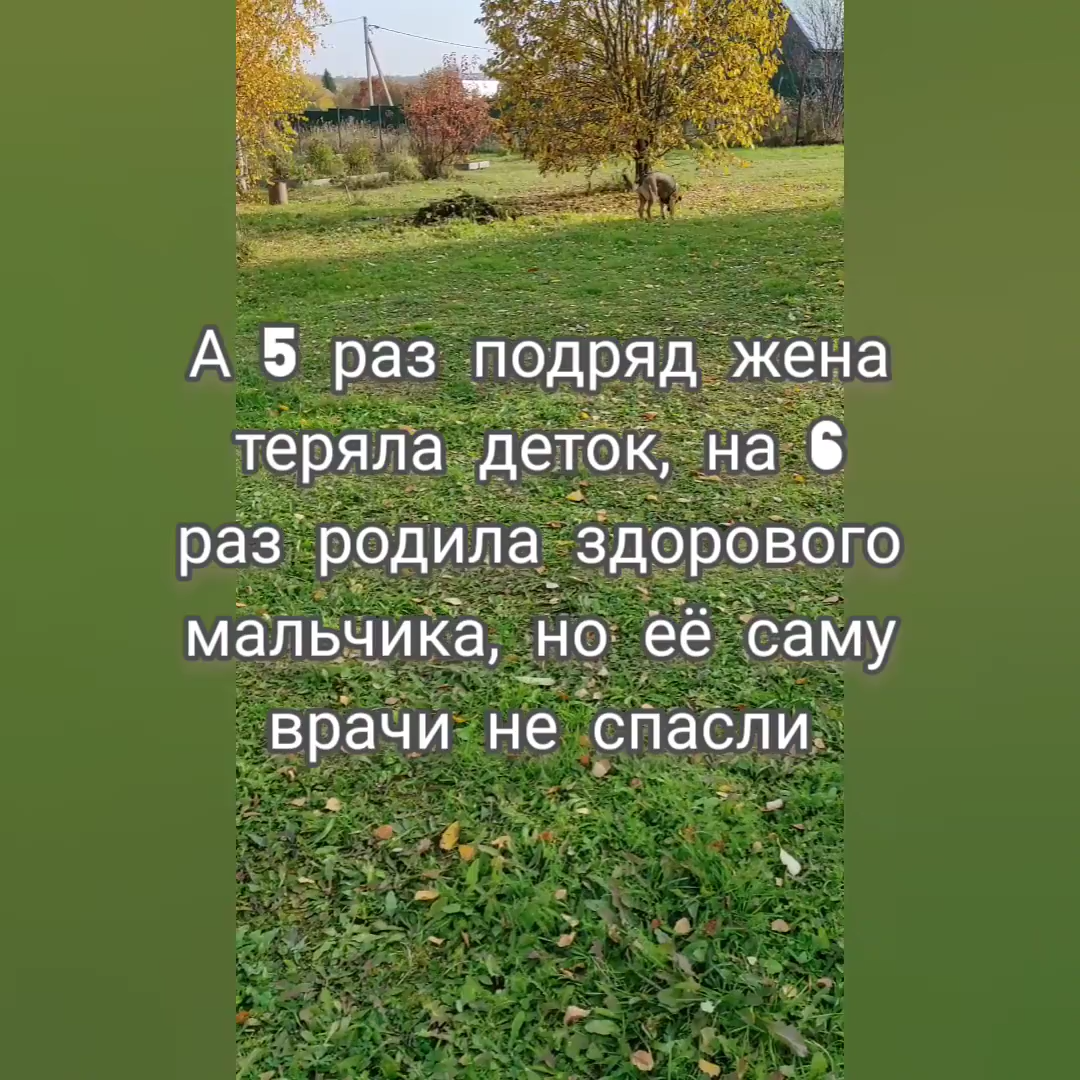 А 5 раз подряд жена
теряла деток, на 6
раз родила здорового
мальчика, но её саму
врачи не спасли